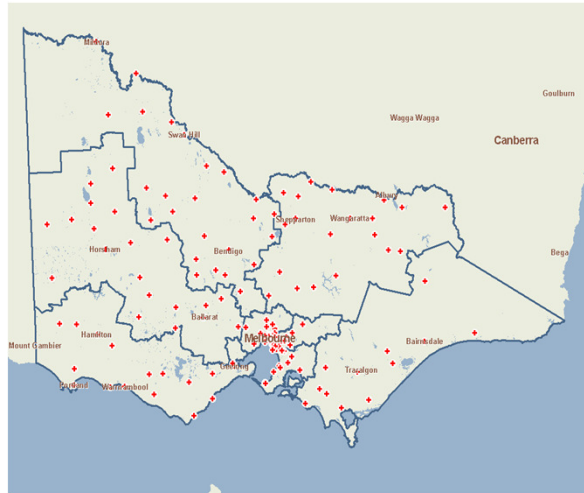 Mildura
Goulburn
Wagga Wagga
Swan Hill
Canberra
Albury
Shepparton
Wangaratta
Horsham
Bendigo
Bega
Ballarat
Hamilton
Melbourne
Bairnsdale
Mount Gambier
Geelong
Traralgon
Portland
Warrnambool